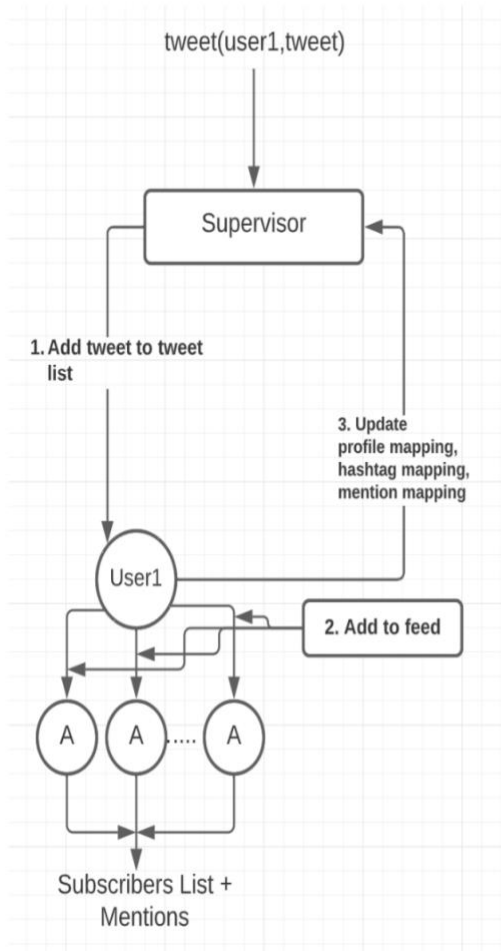 tweet(user1,tweet)
Supervisor
1. Add tweet to tweet
list
3. Update
profile mapping,
hashtag mapping,
mention mapping
User1
2. Add to feed
A A ..... A
Subscribers List +
Mentions